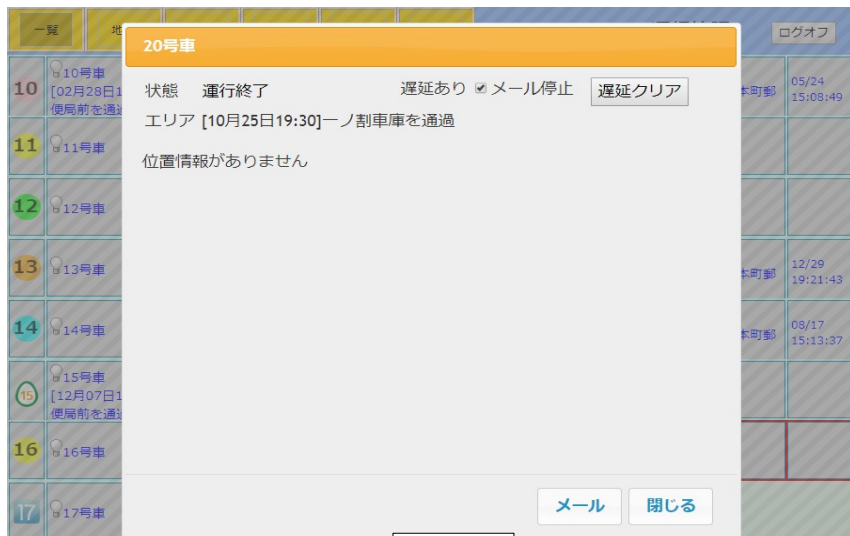 一覧
ログオフ
20号車
状態 運行終了 遅延あり メール停止 遅延クリア
エリア [10月25日19:30]一ノ割車庫を通過
位置情報がありません
メール 閉じる
10 10号車
[02月28日1
便局前を通過
本町郵
05/24
15:08:49
11 11号車
12 12号車
13 13号車
本町郵
12/29
19:21:43
14 14号車
本町郵
08/17
15:13:37
15 15号車
[12月07日1
便局前を通過
16 16号車
17 17号車